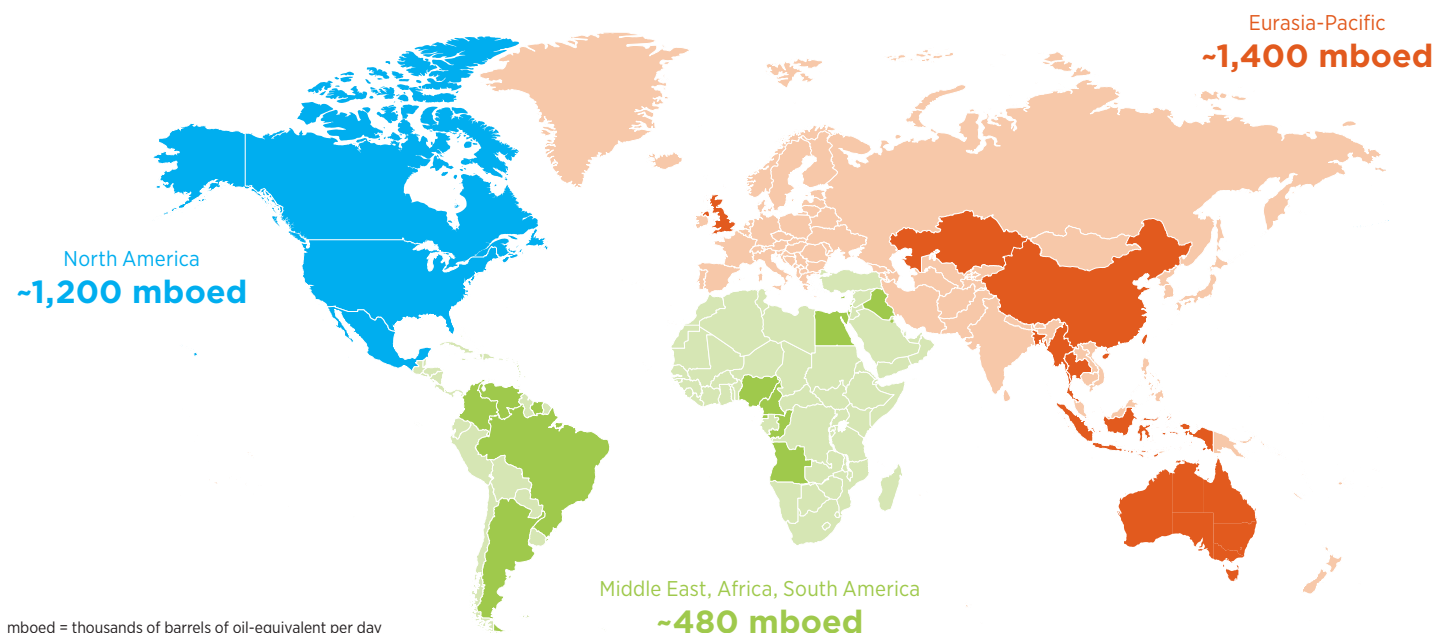 Eurasia-Pacific
~1,400 mboed
North America
~1,200 mboed
Middle East, Africa, South America
~480 mboed
mboed = thousands of barrels of oil-equivalent per day